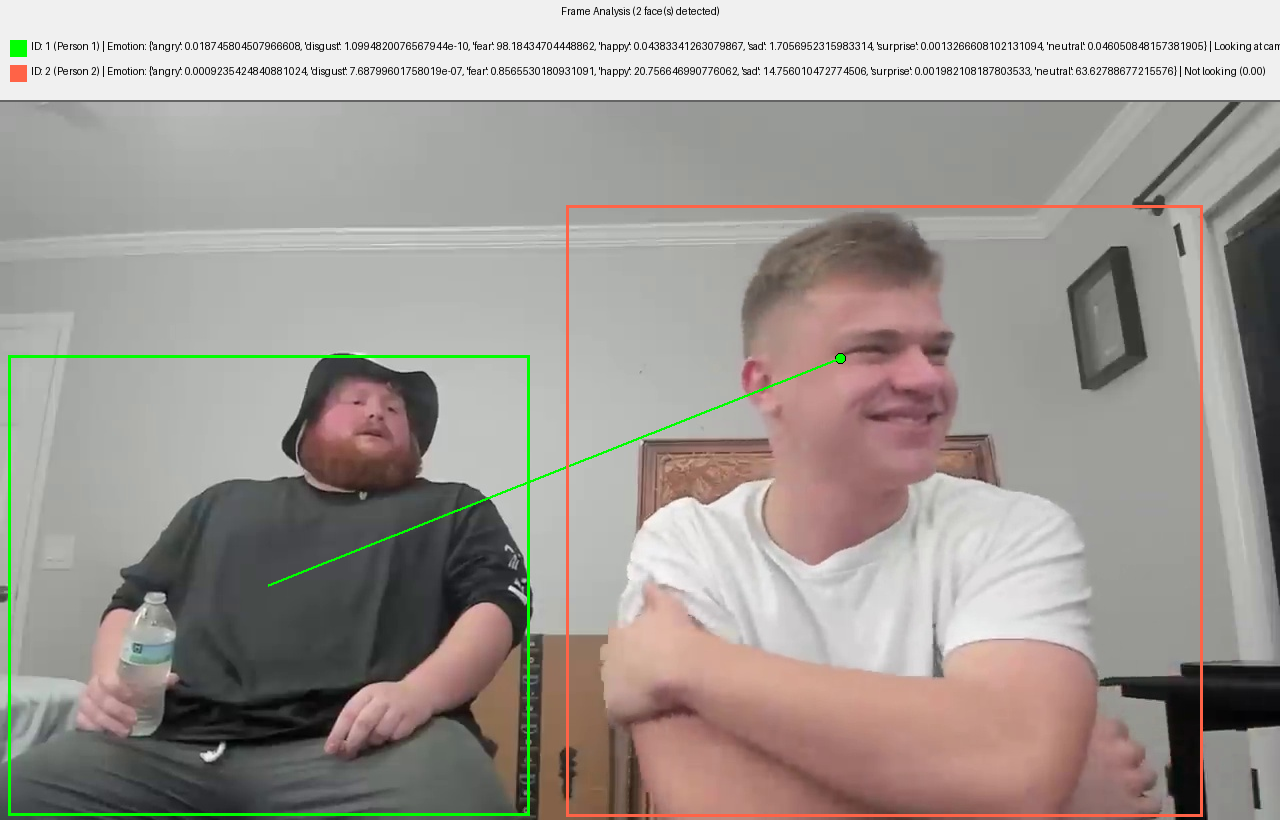 Frame Analysis (2 face(s) detected)
ID: 1 (Person 1) | Emotion: {'angry': 0.018745804507966608, 'disgust': 1.0994820076567944e-10, 'fear': 98.18434704448862, 'happy': 0.04383341263079867, 'sad': 1.7056952315983314, 'surprise': 0.0013266608102131094, 'neutral': 0.046050848157381905} | Looking at cam
ID: 2 (Person 2) | Emotion: {'angry': 0.0009235424840881024, 'disgust': 7.68799601758019e-07, 'fear': 0.8565530180931091, 'happy': 20.756646990776062, 'sad': 14.756010472774506, 'surprise': 0.001982108187803533, 'neutral': 63.62788677215576} | Not looking (0.00)